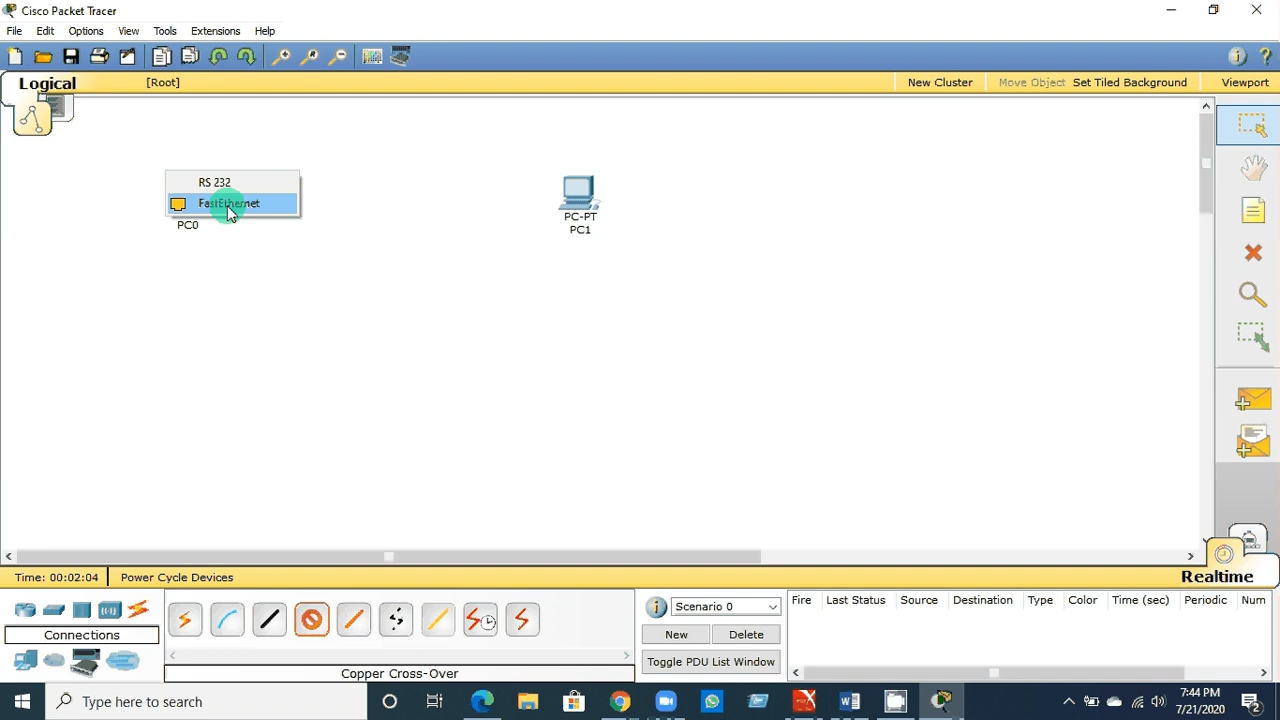 Cisco Packet Tracer
File Edit Options View Tools Extensions Help
Logical [Root] New Cluster Move Object Set Tiled Background Viewport
RS 232
FastEthernet
PC0
PC-PT
PC1
Time: 00:02:04 Power Cycle Devices
Realtime
Connections
Copper Cross-Over
Scenario 0
New Delete
Toggle PDU List Window
Fire Last Status Source Destination Type Color Time (sec) Periodic Num
Type here to search
7:44 PM
7/21/2020
2